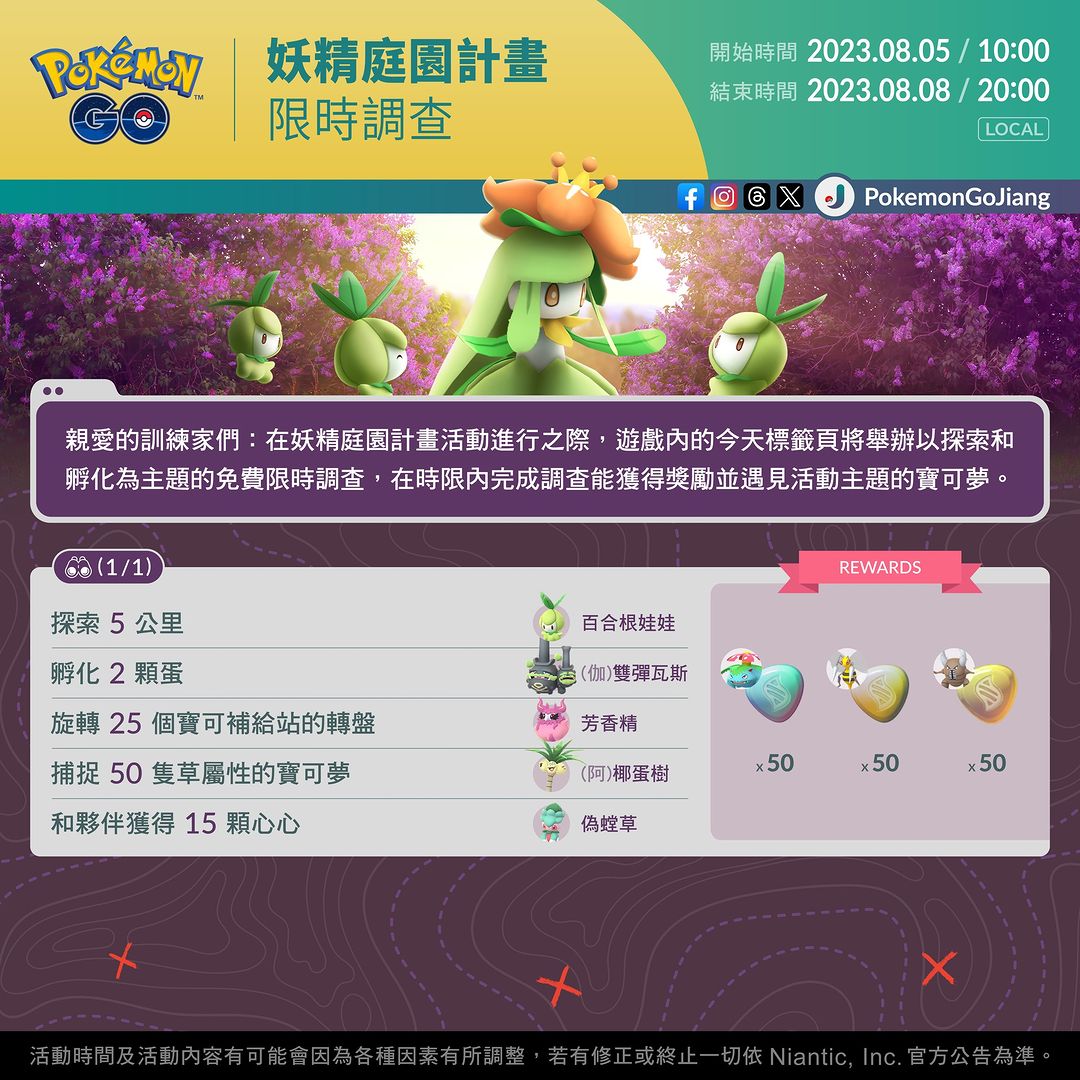 POKÉMON GO™
妖精庭園計畫
限時調查
開始時間 2023.08.05 / 10:00
結束時間 2023.08.08 / 20:00
LOCAL
PokemonGoJiang
親愛的訓練家們：在妖精庭園計畫活動進行之際，遊戲內的今天標籤頁將舉辦以探索和
孵化為主題的免費限時調查，在時限內完成調查能獲得獎勵並遇見活動主題的寶可夢。
(1/1)
REWARDS
探索 5 公里 百合根娃娃
孵化 2 顆蛋 (伽)雙彈瓦斯
旋轉 25 個寶可補給站的轉盤 芳香精
捕捉 50 隻草屬性的寶可夢 (阿)椰蛋樹
和夥伴獲得 15 顆心心 偽螳草
x50 x50 x50
活動時間及活動內容有可能會因為各種因素有所調整，若有修正或終止一切依 Niantic, Inc. 官方公告為準。